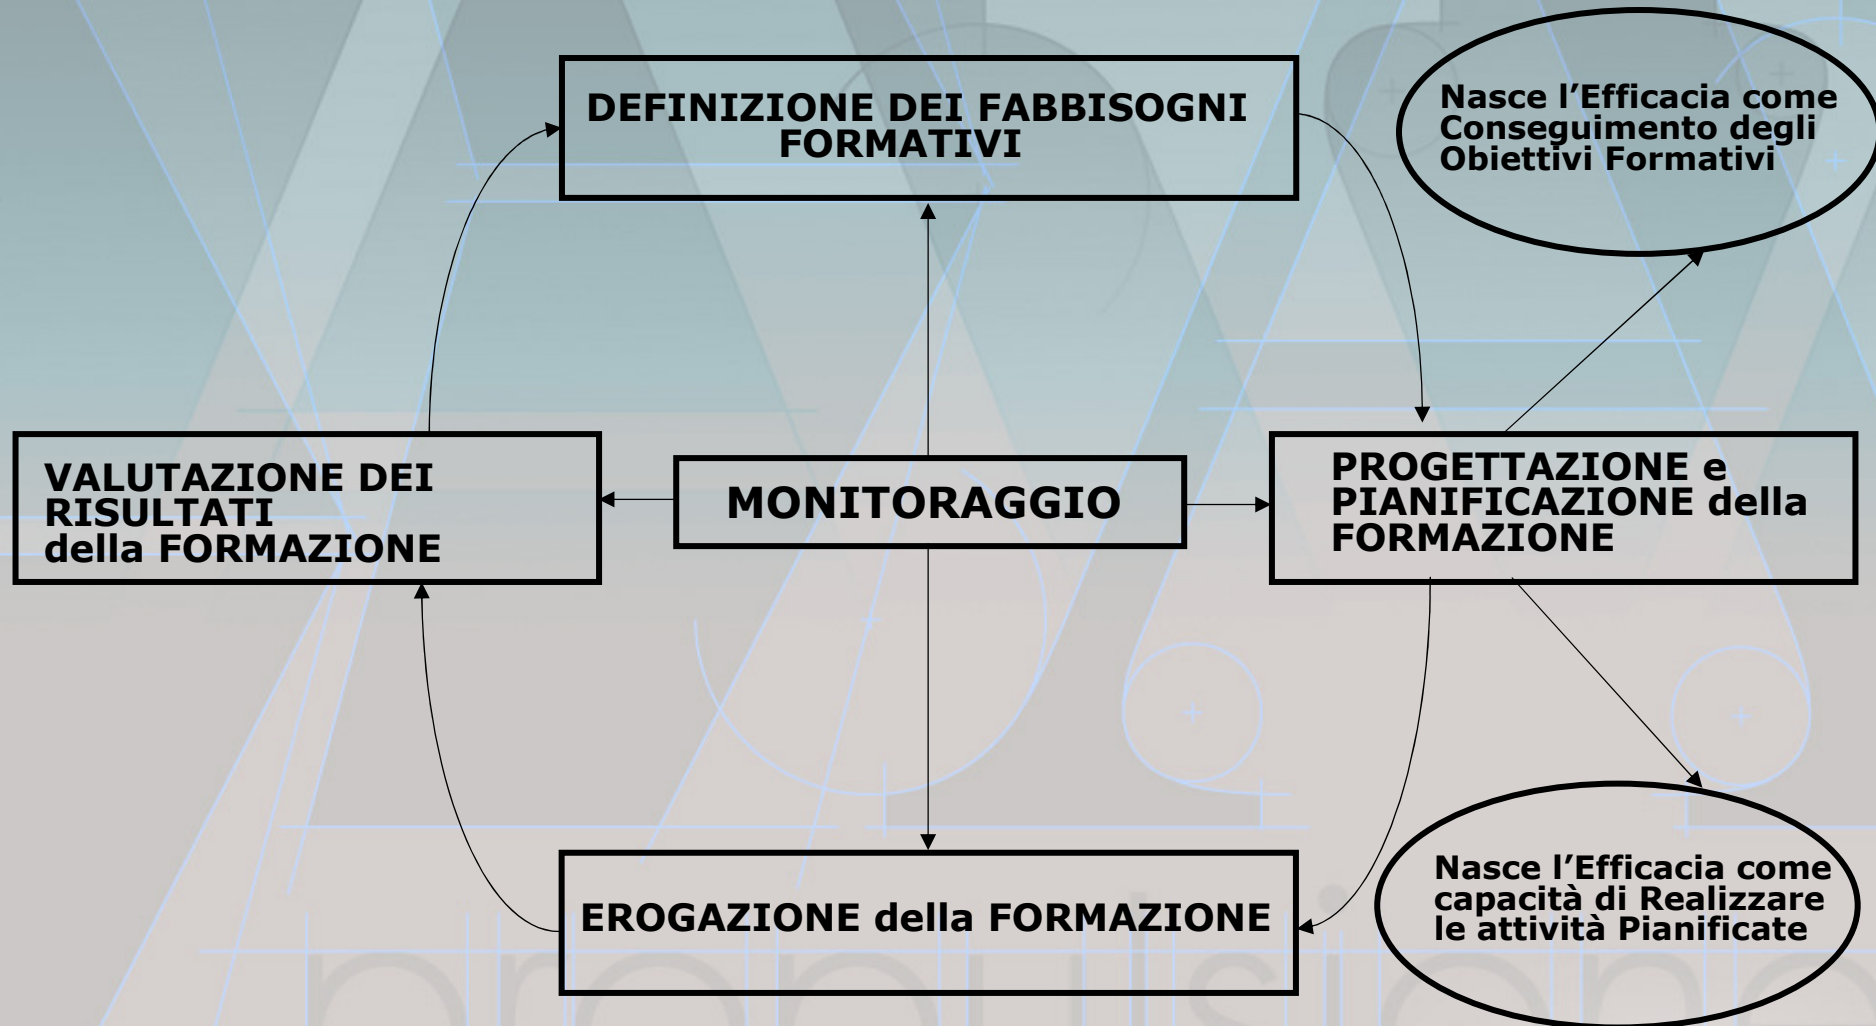 DEFINIZIONE DEI FABBISOGNI
FORMATIVI
Nasce l'Efficacia come
Conseguimento degli
Obiettivi Formativi
VALUTAZIONE DEI
RISULTATI
della FORMAZIONE
MONITORAGGIO
PROGETTAZIONE e
PIANIFICAZIONE della
FORMAZIONE
EROGAZIONE della FORMAZIONE
Nasce l'Efficacia come
capacità di Realizzare
le attività Pianificate